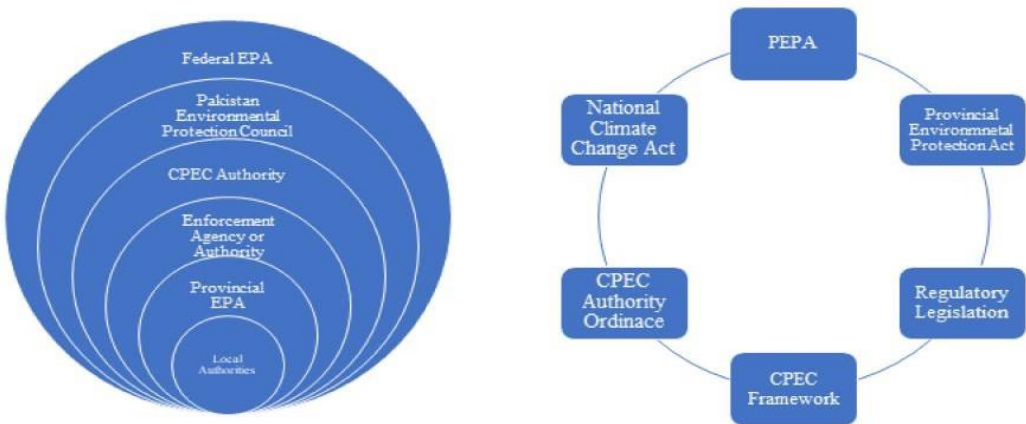 Federal EPA
Pakistan
Environmental
Protection Council
CPEC Authority
Enforcement
Agency or
Authority
Provincial
EPA
Local
Authorities
PEPA
Provincial
Environmnetal
Protection Act
Regulatory
Legislation
CPEC
Framework
CPEC
Authority
Ordinace
National
Climate
Change Act